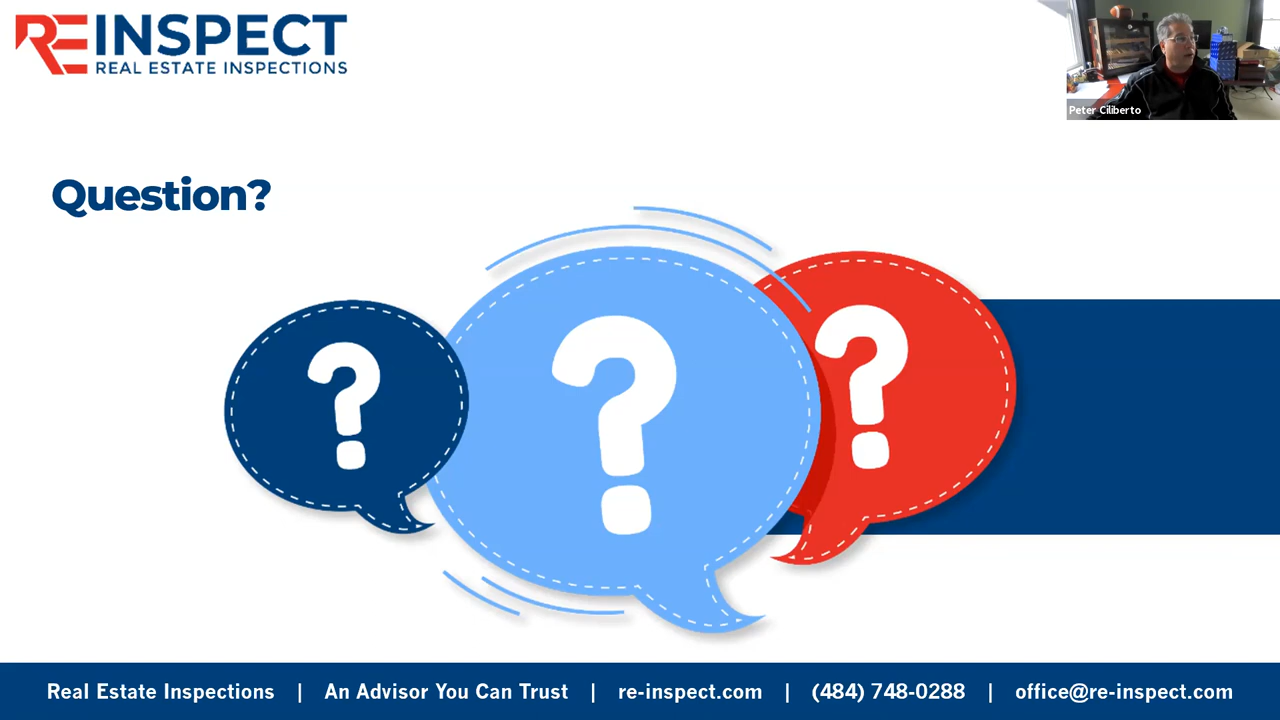 REINSPECT
REAL ESTATE INSPECTIONS
Peter Ciliberto
Question?
? ? ?
Real Estate Inspections | An Advisor You Can Trust | re-inspect.com | (484) 748-0288 | office@re-inspect.com